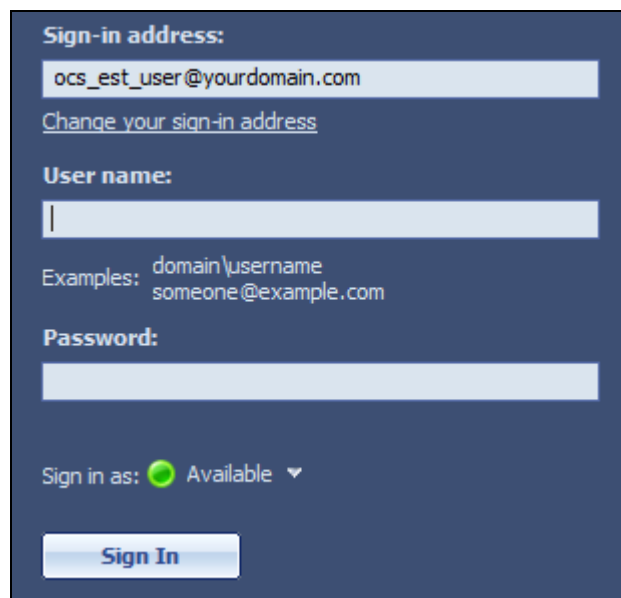 Sign-in address:
ocs_est_user@yourdomain.com
Change your sign-in address
User name:
Examples: domain\username
someone@example.com
Password:
Sign in as: Available
Sign In